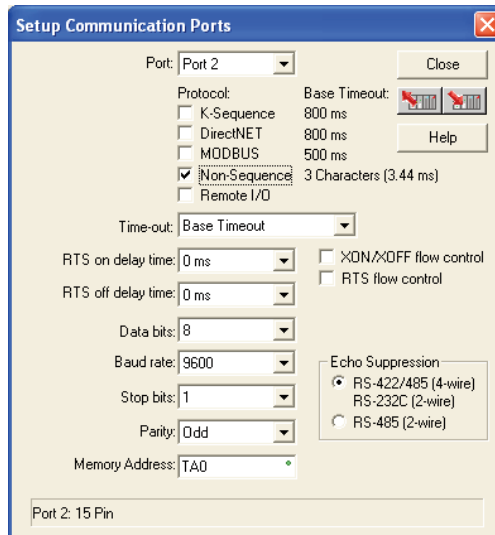 Setup Communication Ports
Port: Port 2 Close
Protocol: Base Timeout:
K-Sequence 800 ms
DirectNET 800 ms Help
MODBUS 500 ms
Non-Sequence 3 Characters (3.44 ms)
Remote I/O
Time-out: Base Timeout
RTS on delay time: 0 ms XON/XOFF flow control
RTS off delay time: 0 ms RTS flow control
Data bits: 8
Baud rate: 9600 Echo Suppression
RS-422/485 (4-wire)
Stop bits: 1 RS-232C (2-wire)
RS-485 (2-wire)
Parity: Odd
Memory Address: TA0
Port 2: 15 Pin